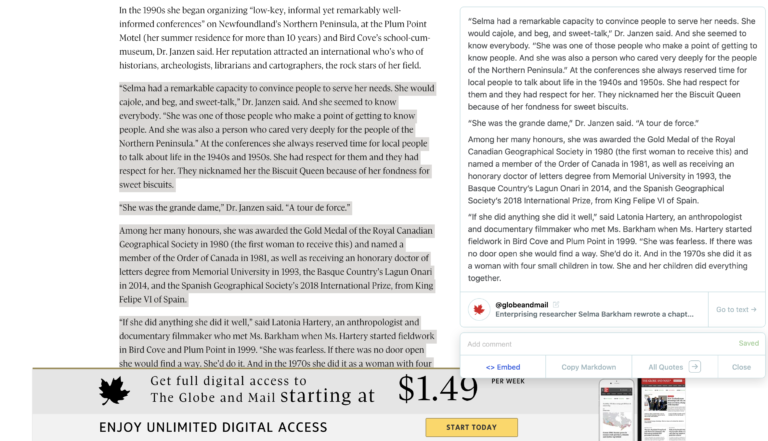 In the 1990s she began organizing “low-key, informal yet remarkably well-
informed conferences” on Newfoundland’s Northern Peninsula, at the Plum Point
Motel (her summer residence for more than 10 years) and Bird Cove’s school-cum-
museum, Dr. Janzen said. Her reputation attracted an international who’s who of
historians, archeologists, librarians and cartographers, the rock stars of her field.
“Selma had a remarkable capacity to convince people to serve her needs. She would
cajole, and beg, and sweet-talk,” Dr. Janzen said. And she seemed to know
everybody. “She was one of those people who make a point of getting to know
people. And she was also a person who cared very deeply for the people of the
Northern Peninsula.” At the conferences she always reserved time for local people
to talk about life in the 1940s and 1950s. She had respect for them and they had
respect for her. They nicknamed her the Biscuit Queen because of her fondness for
sweet biscuits.
“She was the grande dame,” Dr. Janzen said. “A tour de force.”
Among her many honours, she was awarded the Gold Medal of the Royal Canadian
Geographical Society in 1980 (the first woman to receive this) and named a
member of the Order of Canada in 1981, as well as receiving an honorary doctor of
letters degree from Memorial University in 1993, the Basque Country’s Lagun Onari
in 2014, and the Spanish Geographical Society’s 2018 International Prize, from King
Felipe VI of Spain.
“If she did anything she did it well,” said Latonia Hartery, an anthropologist and
documentary filmmaker who met Ms. Barkham when Ms. Hartery started fieldwork
in Bird Cove and Plum Point in 1999. “She was fearless. If there was no door open
she would find a way. She’d do it. And in the 1970s she did it as a woman with four
“Selma had a remarkable capacity to convince people to serve her needs. She
would cajole, and beg, and sweet-talk,” Dr. Janzen said. And she seemed to
know everybody. “She was one of those people who make a point of getting to
know people. And she was also a person who cared very deeply for the people
of the Northern Peninsula.” At the conferences she always reserved time for
local people to talk about life in the 1940s and 1950s. She had respect for
them and they had respect for her. They nicknamed her the Biscuit Queen
because of her fondness for sweet biscuits.
“She was the grande dame,” Dr. Janzen said. “A tour de force.”
Among her many honours, she was awarded the Gold Medal of the Royal
Canadian Geographical Society in 1980 (the first woman to receive this) and
named a member of the Order of Canada in 1981, as well as receiving an
honorary doctor of letters degree from Memorial University in 1993, the
Basque Country’s Lagun Onari in 2014, and the Spanish Geographical
Society’s 2018 International Prize, from King Felipe VI of Spain.
“If she did anything she did it well,” said Latonia Hartery, an anthropologist
and documentary filmmaker who met Ms. Barkham when Ms. Hartery started
fieldwork in Bird Cove and Plum Point in 1999. “She was fearless. If there was
no door open she would find a way. She’d do it. And in the 1970s she did it as
a woman with four small children in tow. She and her children did everything
together.
@globeandmail
Enterprising researcher Selma Barkham rewrote a chapt...
Go to text →
Add comment
Saved
<> Embed
Copy Markdown
All Quotes →
Close
Get full digital access to
The Globe and Mail starting at
$1.49
PER WEEK
ENJOY UNLIMITED DIGITAL ACCESS
START TODAY